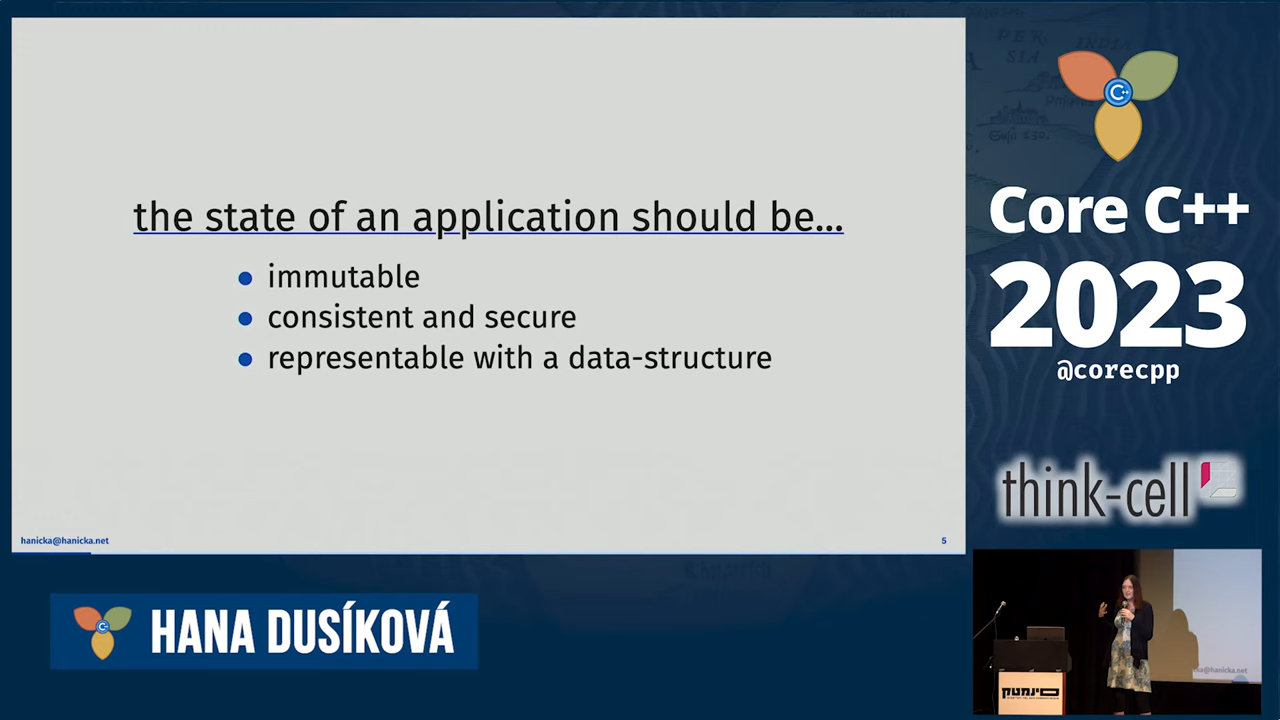 the state of an application should be...
immutable
consistent and secure
representable with a data-structure
hanicka@hanicka.net
5
HANA DUSÍKOVÁ
C++
Core C++
2023
@corecpp
think-cell
סינמטק